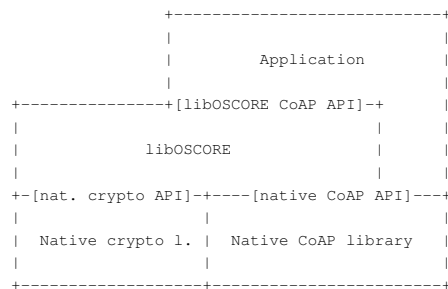 Application
[libOSCORE CoAP API]
libOSCORE
[nat. crypto API] [native CoAP API]
Native crypto l. Native CoAP library